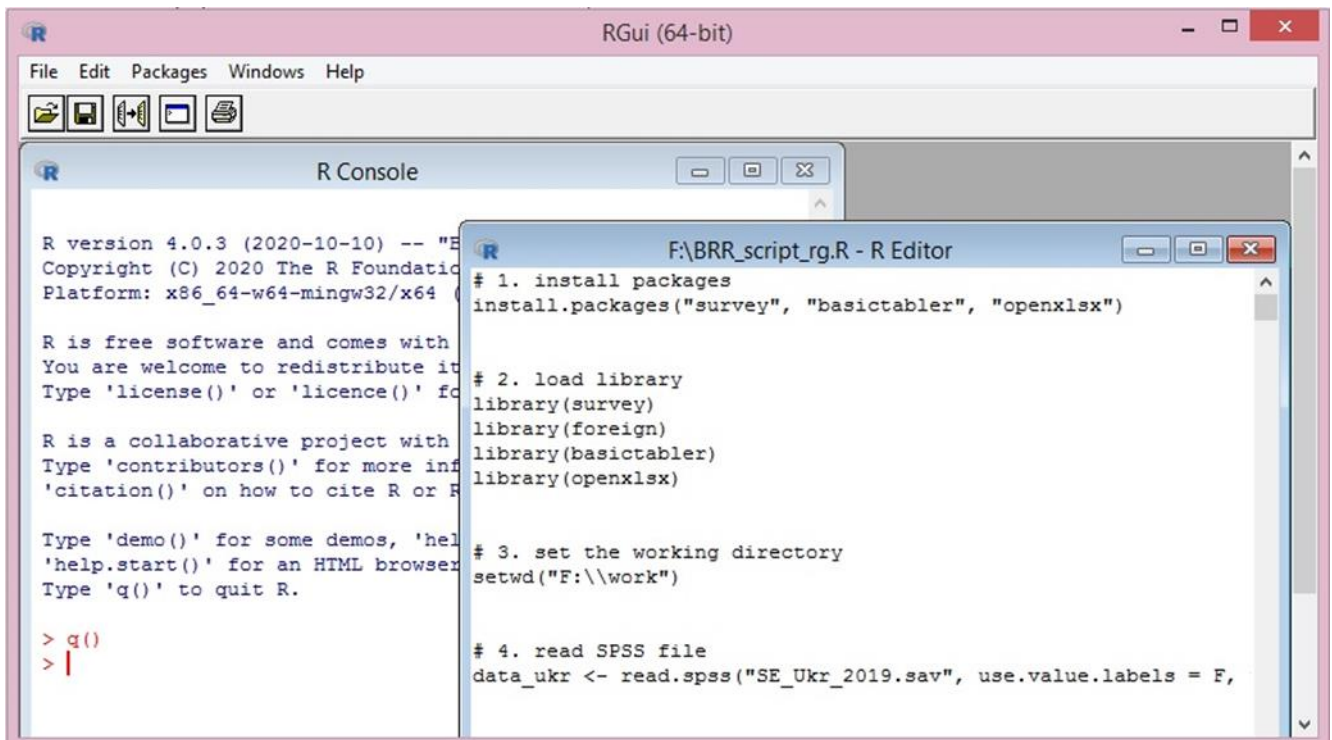 RGui (64-bit)
File Edit Packages Windows Help
R Console
R version 4.0.3 (2020-10-10) -- "B
Copyright (C) 2020 The R Foundatio
Platform: x86_64-w64-mingw32/x64 (
R is free software and comes with
You are welcome to redistribute it
Type 'license()' or 'licence()' fo
R is a collaborative project with
Type 'contributors()' for more inf
'citation()' on how to cite R or R
Type 'demo()' for some demos, 'hel
'help.start()' for an HTML browser
Type 'q()' to quit R.
> q()
>
F:\BRR_script_rg.R - R Editor
# 1. install packages
install.packages("survey", "basictabler", "openxlsx")
# 2. load library
library(survey)
library(foreign)
library(basictabler)
library(openxlsx)
# 3. set the working directory
setwd("F:\\work")
# 4. read SPSS file
data_ukr <- read.spss("SE_Ukr_2019.sav", use.value.labels = F,